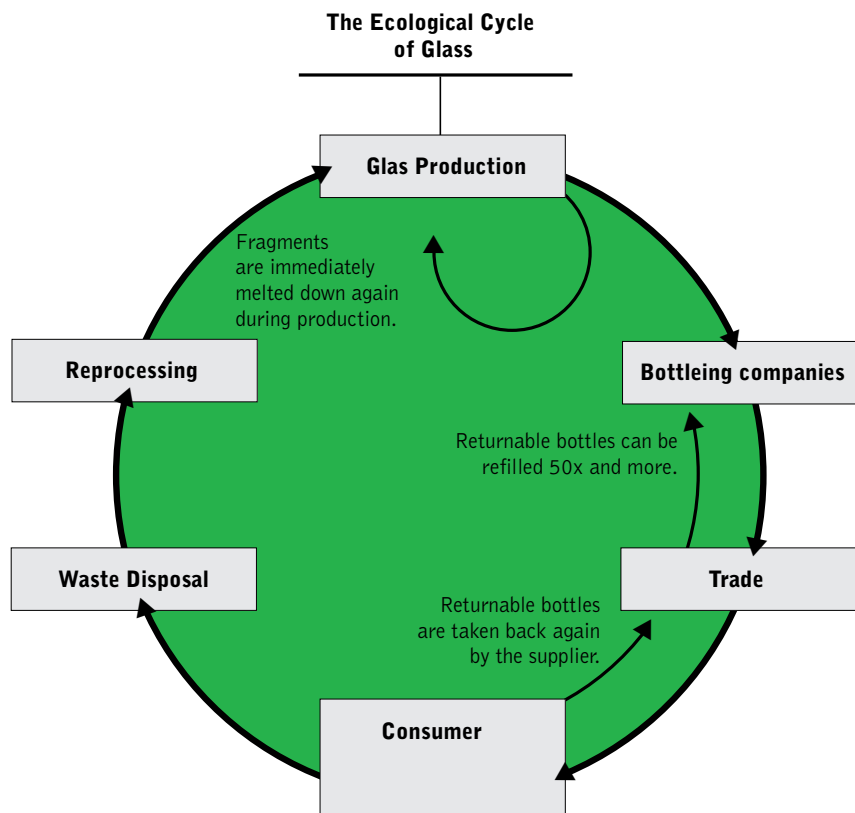 The Ecological Cycle
of Glass
Glas Production
Fragments
are immediately
melted down again
during production.
Reprocessing
Bottleing companies
Returnable bottles can be
refilled 50x and more.
Waste Disposal
Trade
Returnable bottles
are taken back again
by the supplier.
Consumer